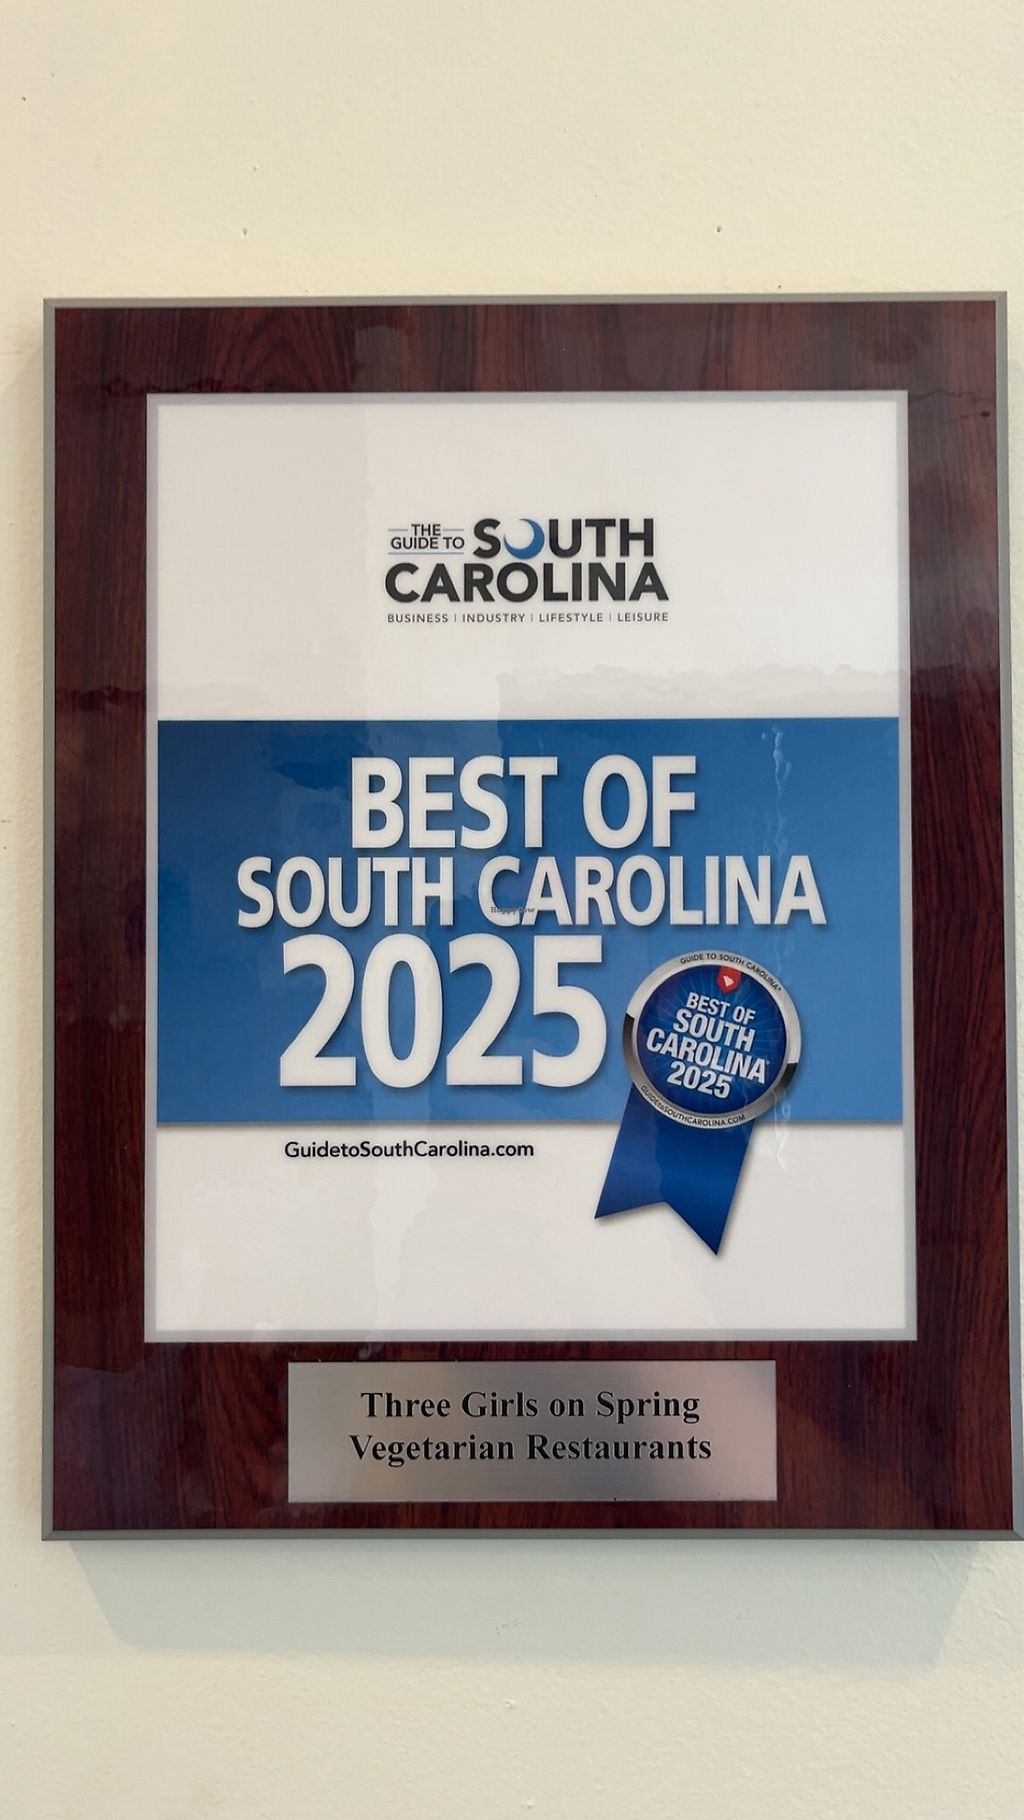 THE
GUIDE TO SOUTH
CAROLINA
BUSINESS | INDUSTRY | LIFESTYLE | LEISURE
BEST OF
SOUTH CAROLINA
HappyCow
2025
GUIDE TO SOUTH CAROLINA®
BEST OF
SOUTH
CAROLINA®
2025
GUIDEtoSOUTHCAROLINA.COM
GuidetoSouthCarolina.com
Three Girls on Spring
Vegetarian Restaurants